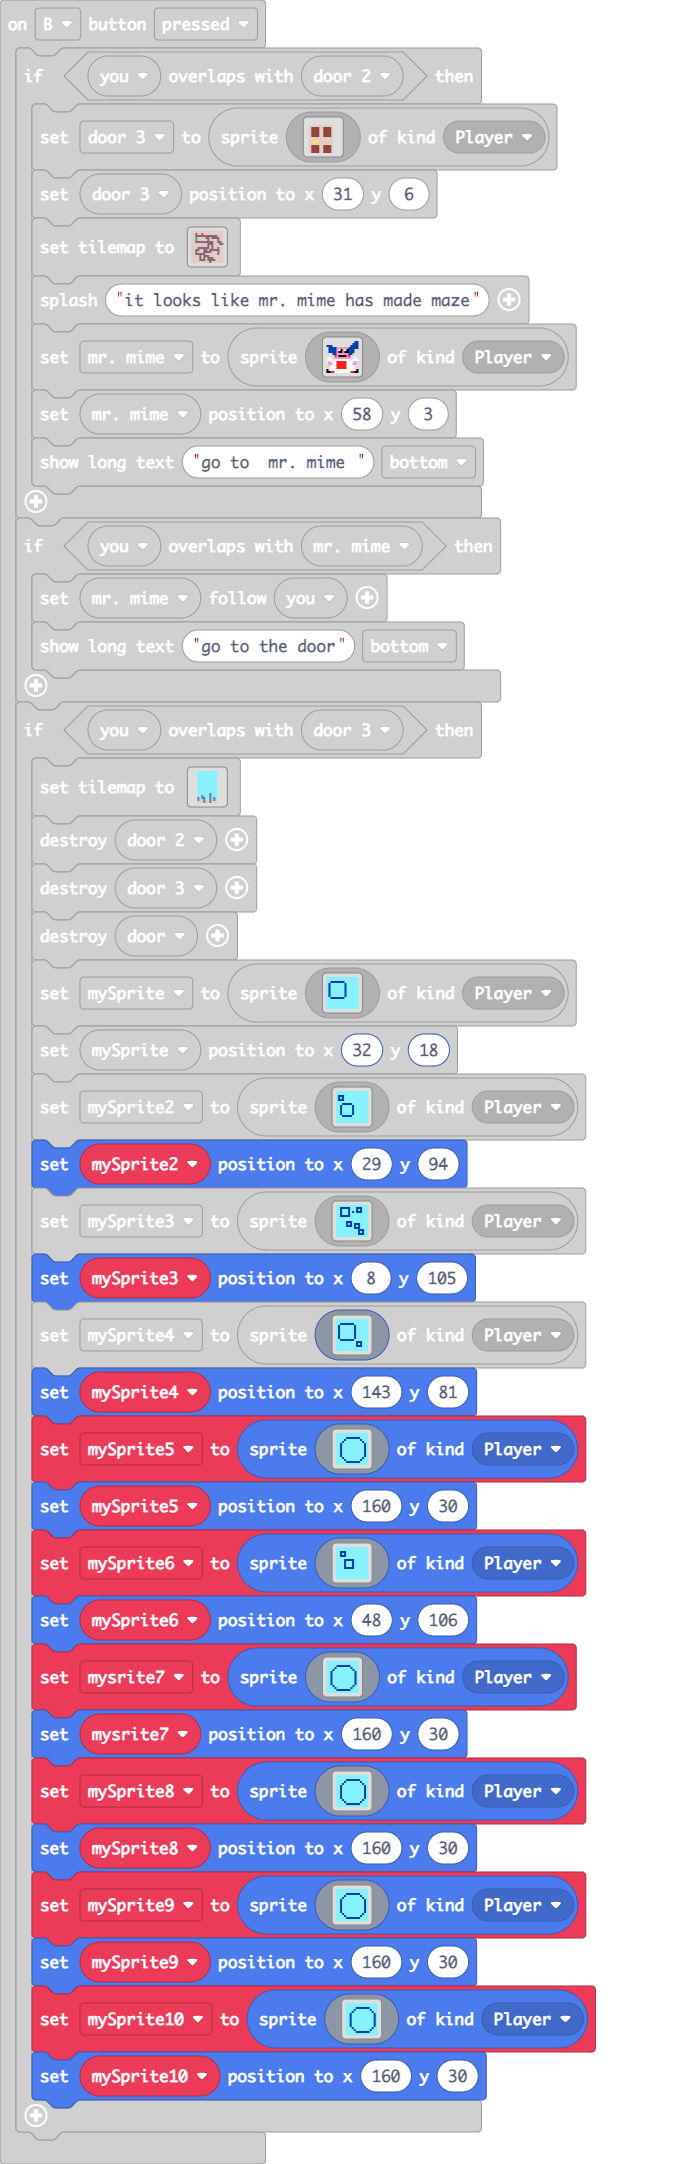 on B button pressed
if you overlaps with door 2 then
set door 3 to sprite of kind Player
set door 3 position to x 31 y 6
set tilemap to
splash "it looks like mr. mime has made maze"
set mr. mime to sprite of kind Player
set mr. mime position to x 58 y 3
show long text "go to  mr. mime " bottom
if you overlaps with mr. mime then
set mr. mime follow you
show long text "go to the door" bottom
if you overlaps with door 3 then
set tilemap to
destroy door 2
destroy door 3
destroy door
set mySprite to sprite of kind Player
set mySprite position to x 32 y 18
set mySprite2 to sprite of kind Player
set mySprite2 position to x 29 y 94
set mySprite3 to sprite of kind Player
set mySprite3 position to x 8 y 105
set mySprite4 to sprite of kind Player
set mySprite4 position to x 143 y 81
set mySprite5 to sprite of kind Player
set mySprite5 position to x 160 y 30
set mySprite6 to sprite of kind Player
set mySprite6 position to x 48 y 106
set mysrite7 to sprite of kind Player
set mysrite7 position to x 160 y 30
set mySprite8 to sprite of kind Player
set mySprite8 position to x 160 y 30
set mySprite9 to sprite of kind Player
set mySprite9 position to x 160 y 30
set mySprite10 to sprite of kind Player
set mySprite10 position to x 160 y 30